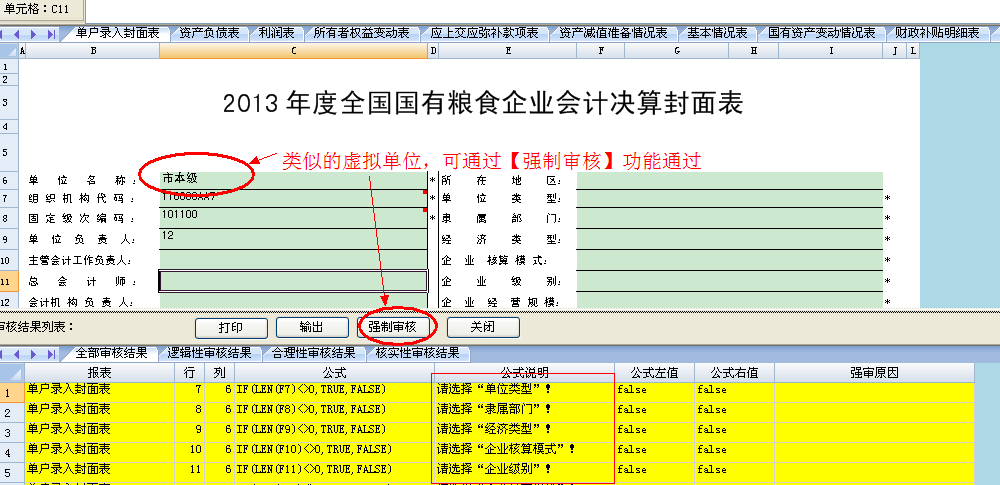 单元格：C11
单户录入封面表 资产负债表 利润表 所有者权益变动表 应上交应弥补款项表 资产减值准备情况表 基本情况表 国有资产变动情况表 财政补贴明细表
A B C D E F G H I J L
1
2
3 2013 年度全国国有粮食企业会计决算封面表
4
5 类似的虚拟单位，可通过【强制审核】功能通过
6 单位名称： 市本级 * 所在地区：
7 组织机构代码： 110000AA7 * 单位类型： *
8 固定级次编码： 101100 * 隶属部门： *
9 单位负责人： 12 经济类型： *
10 主管会计工作负责人： 企业核算模式： *
11 总会计师： 企业级别： *
12 会计机构负责人： 企业经营规模： *
审核结果列表： 打印 输出 强制审核 关闭
全部审核结果 逻辑性审核结果 合理性审核结果 核实性审核结果
报表 行 列 公式 公式说明 公式左值 公式右值 强审原因
1 单户录入封面表 7 6 IF(LEN(F7)<>0,TRUE,FALSE) 请选择“单位类型”！ false false
2 单户录入封面表 8 6 IF(LEN(F8)<>0,TRUE,FALSE) 请选择“隶属部门”！ false false
3 单户录入封面表 9 6 IF(LEN(F9)<>0,TRUE,FALSE) 请选择“经济类型”！ false false
4 单户录入封面表 10 6 IF(LEN(F10)<>0,TRUE,FALSE) 请选择“企业核算模式”！ false false
5 单户录入封面表 11 6 IF(LEN(F11)<>0,TRUE,FALSE) 请选择“企业级别”！ false false